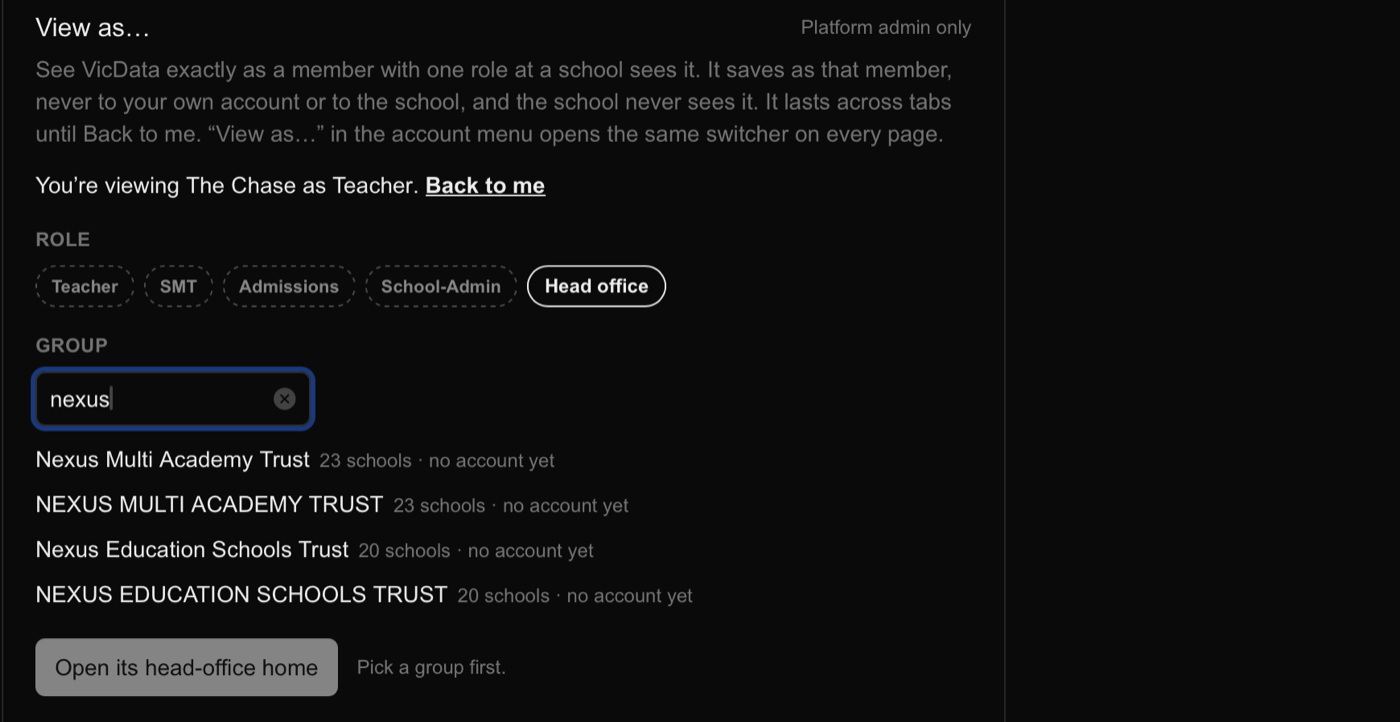 View as…
Platform admin only
See VicData exactly as a member with one role at a school sees it. It saves as that member,
never to your own account or to the school, and the school never sees it. It lasts across tabs
until Back to me. “View as…” in the account menu opens the same switcher on every page.
You’re viewing The Chase as Teacher. Back to me
ROLE
Teacher SMT Admissions School-Admin Head office
GROUP
nexus
Nexus Multi Academy Trust 23 schools · no account yet
NEXUS MULTI ACADEMY TRUST 23 schools · no account yet
Nexus Education Schools Trust 20 schools · no account yet
NEXUS EDUCATION SCHOOLS TRUST 20 schools · no account yet
Open its head-office home Pick a group first.